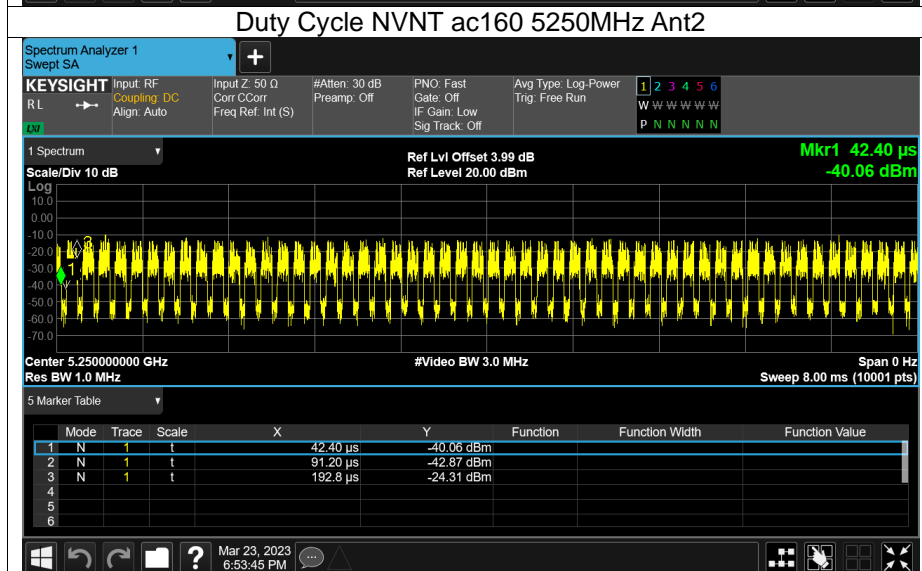 Duty Cycle NVNT ac160 5250MHz Ant2
Spectrum Analyzer 1
Swept SA
+
KEYSIGHT Input: RF Input Z: 50 Ω #Atten: 30 dB PNO: Fast Avg Type: Log-Power 1 2 3 4 5 6
RL Coupling: DC Corr CCorr Preamp: Off Gate: Off Trig: Free Run W W W W W W
Align: Auto Freq Ref: Int (S) IF Gain: Low
LXI Sig Track: Off P N N N N N
1 Spectrum Ref Lvl Offset 3.99 dB Mkr1 42.40 µs
Scale/Div 10 dB Ref Level 20.00 dBm -40.06 dBm
Log
10.0
0.00
-10.0
-20.0
-30.0
-40.0
-50.0
-60.0
-70.0
1
3
Center 5.250000000 GHz #Video BW 3.0 MHz Span 0 Hz
Res BW 1.0 MHz Sweep 8.00 ms (10001 pts)
5 Marker Table
Mode Trace Scale X Y Function Function Width Function Value
1 N 1 t 42.40 µs -40.06 dBm
2 N 1 t 91.20 µs -42.87 dBm
3 N 1 t 192.8 µs -24.31 dBm
4
5
6
? Mar 23, 2023
6:53:45 PM